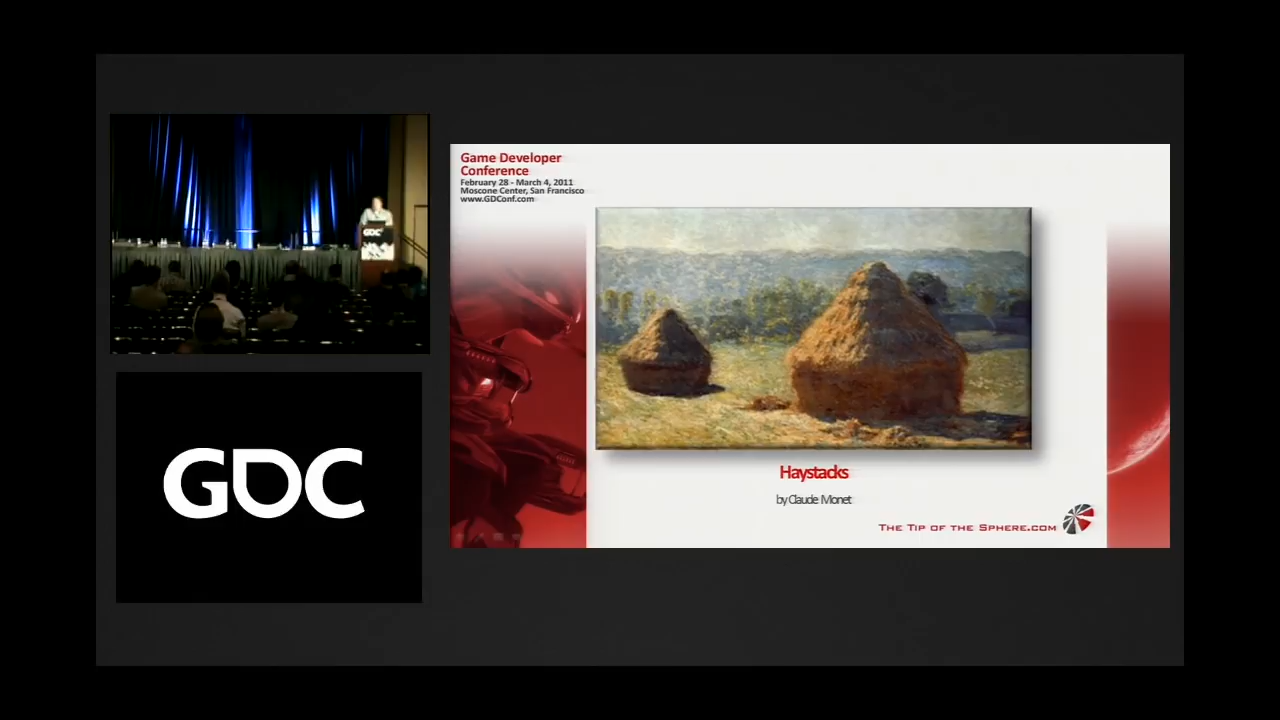 GDC
GDC
Game Developer
Conference
February 28 - March 4, 2011
Moscone Center, San Francisco
www.GDConf.com
Haystacks
by Claude Monet
The Tip of the Sphere.com